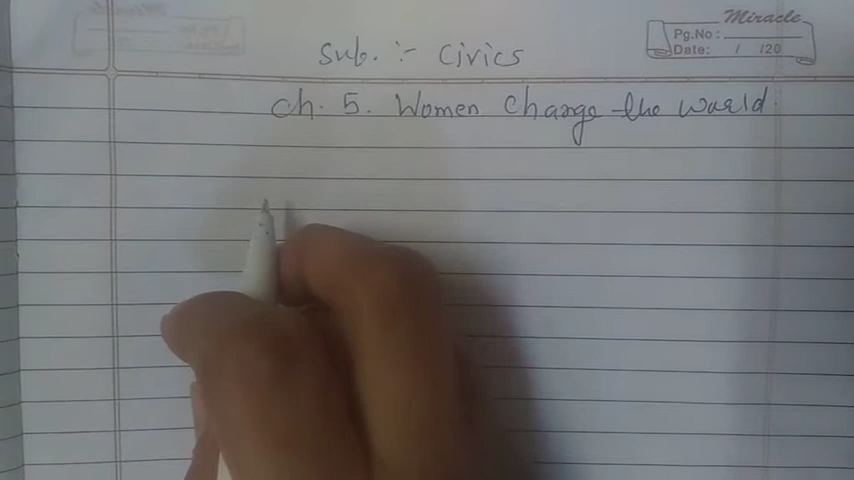 Miracle
Pg.No:
Date: / /20
Sub. :- Civics
Ch. 5. Women Change the World.